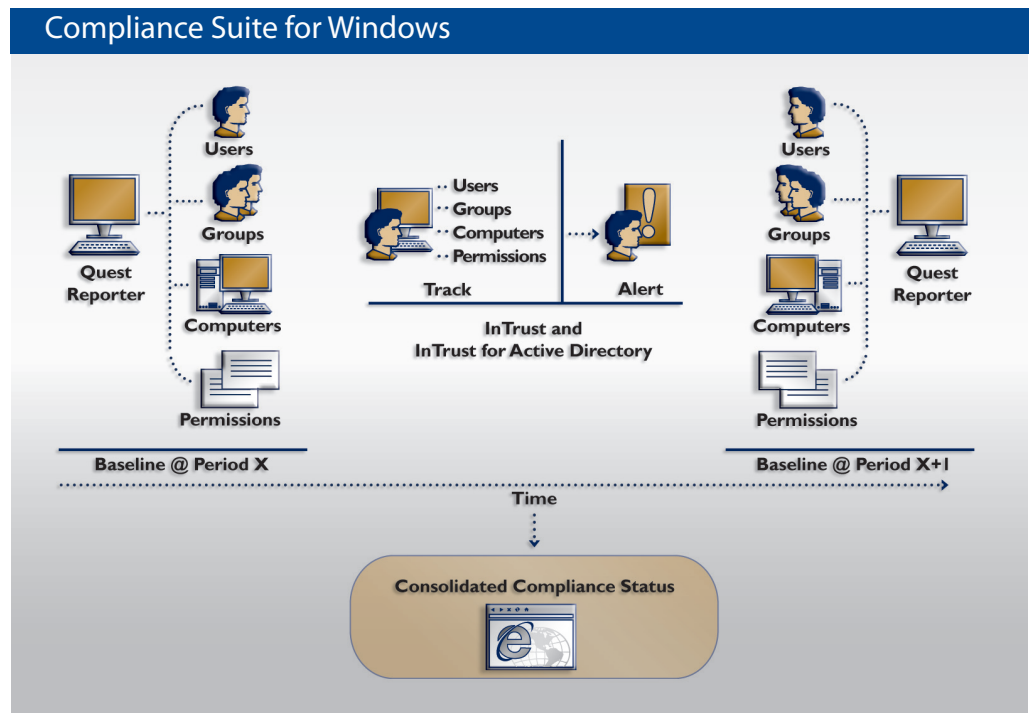 Compliance Suite for Windows
Users
Groups
Quest
Reporter
Computers
Permissions
Baseline @ Period X
Users
Groups
Computers
Permissions
Track
Alert
InTrust and
InTrust for Active Directory
Users
Groups
Quest
Reporter
Computers
Permissions
Baseline @ Period X+1
Time
Consolidated Compliance Status
e